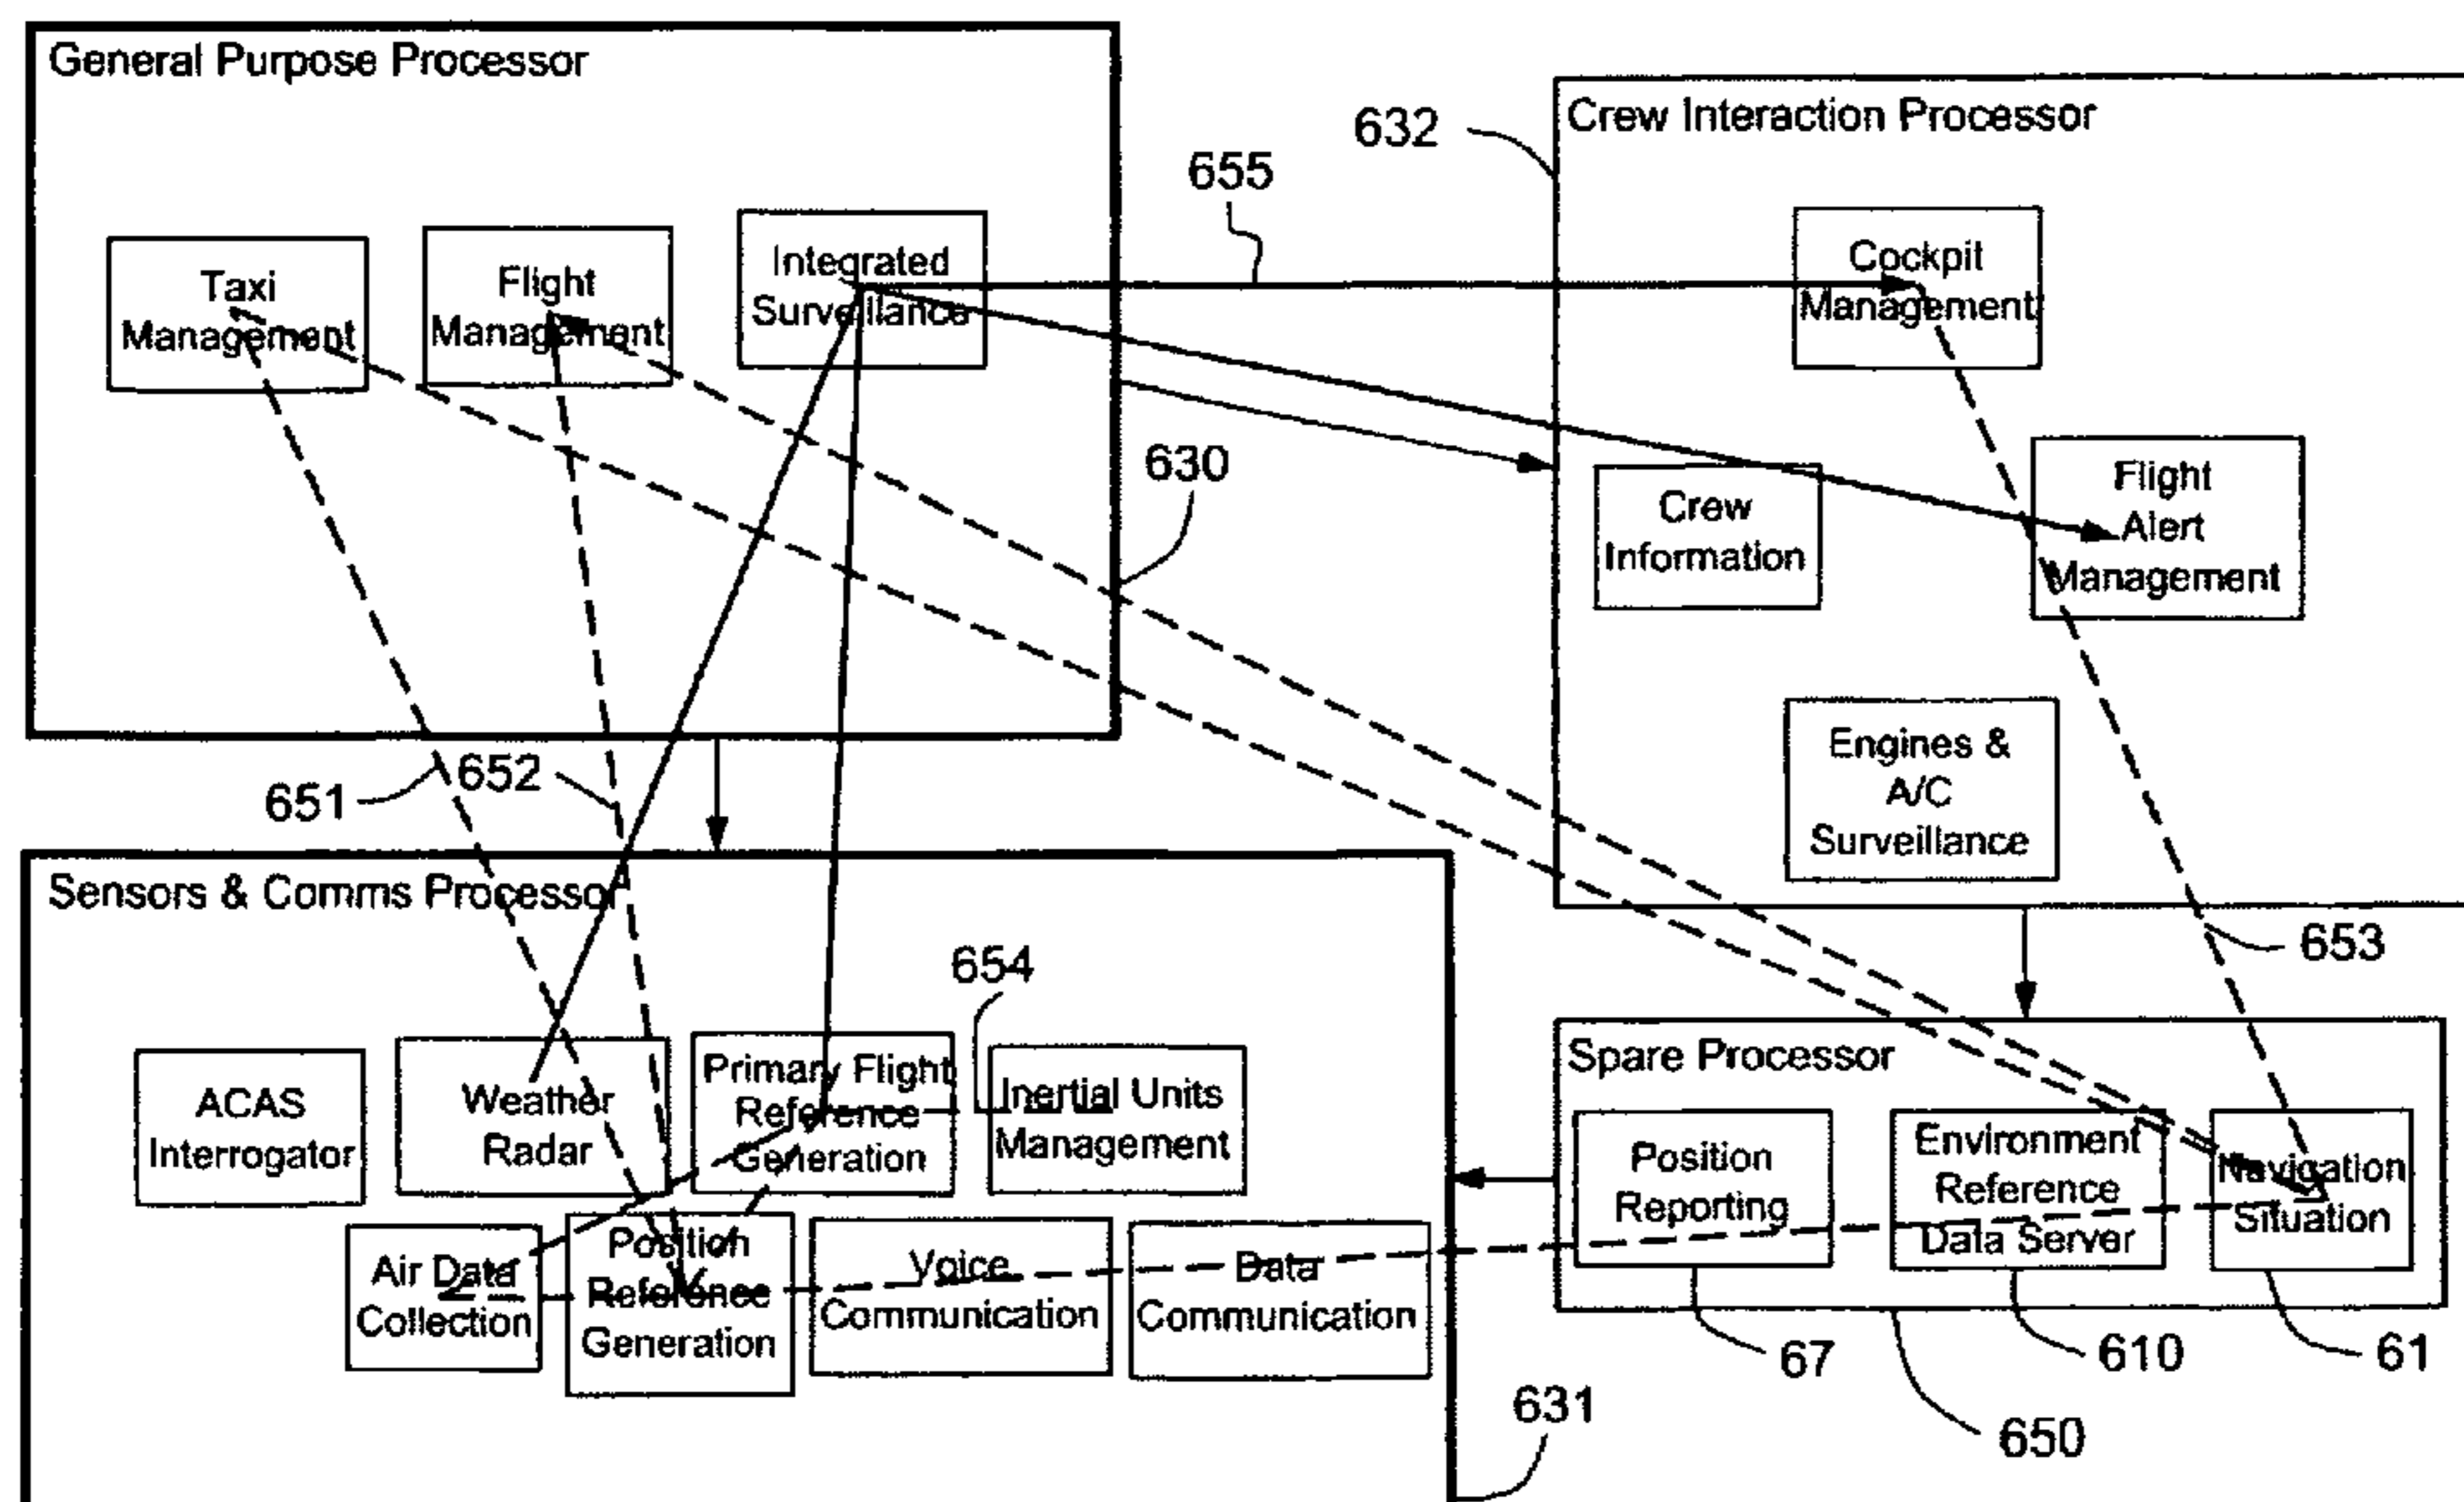 General Purpose Processor
Taxi
Management
Flight
Management
Integrated
Surveillance
655
632
Crew Interaction Processor
Cockpit
Management
630
Crew
Information
Flight
Alert
Management
Engines &
A/C
Surveillance
651
652
653
Sensors & Comms Processor
654
ACAS
Interrogator
Weather
Radar
Primary Flight
Reference
Generation
Inertial Units
Management
Air Data
Collection
Position
Reference
Generation
Voice
Communication
Data
Communication
631
Spare Processor
Position
Reporting
Environment
Reference
Data Server
Navigation
Situation
67
610
61
650